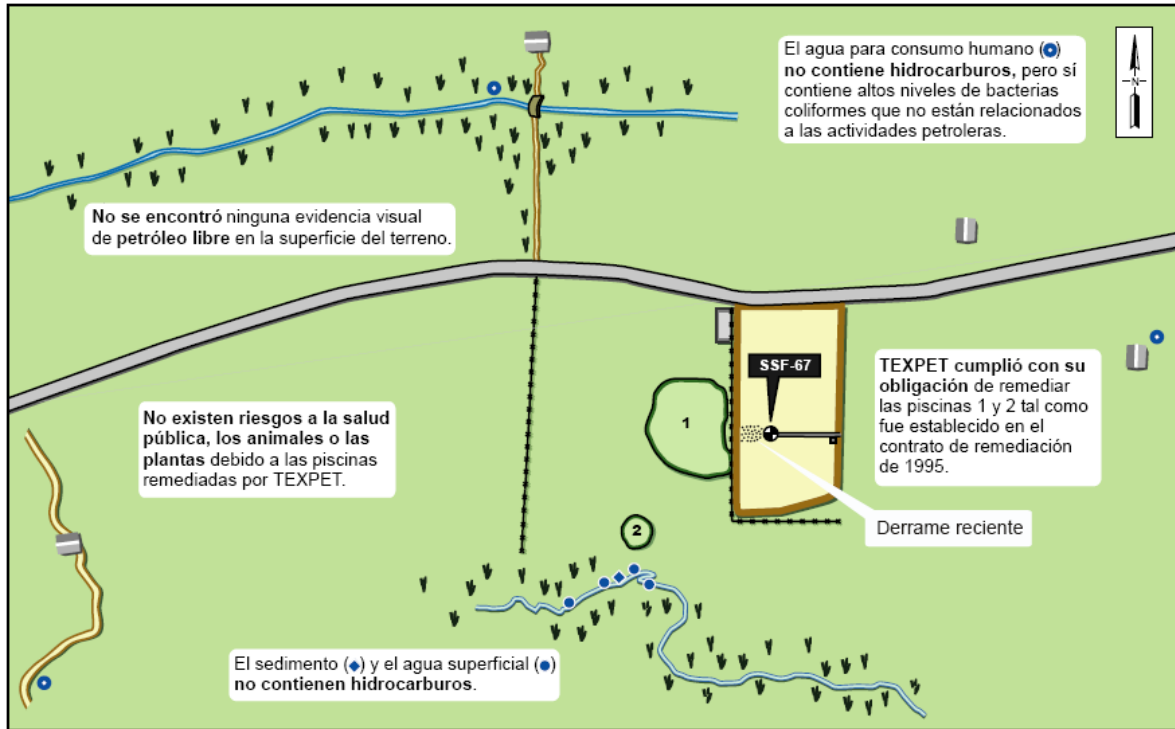 El agua para consumo humano ( )
no contiene hidrocarburos, pero sí
contiene altos niveles de bacterias
coliformes que no están relacionados
a las actividades petroleras.
N
No se encontró ninguna evidencia visual
de petróleo libre en la superficie del terreno.
SSF-67
TEXPET cumplió con su
obligación de remediar
las piscinas 1 y 2 tal como
fue establecido en el
contrato de remediación
de 1995.
No existen riesgos a la salud
pública, los animales o las
plantas debido a las piscinas
remediadas por TEXPET.
1
2
Derrame reciente
El sedimento (◆) y el agua superficial (●)
no contienen hidrocarburos.